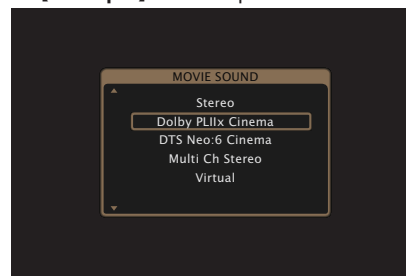 MOVIE SOUND
Stereo
Dolby PLIIx Cinema
DTS Neo:6 Cinema
Multi Ch Stereo
Virtual